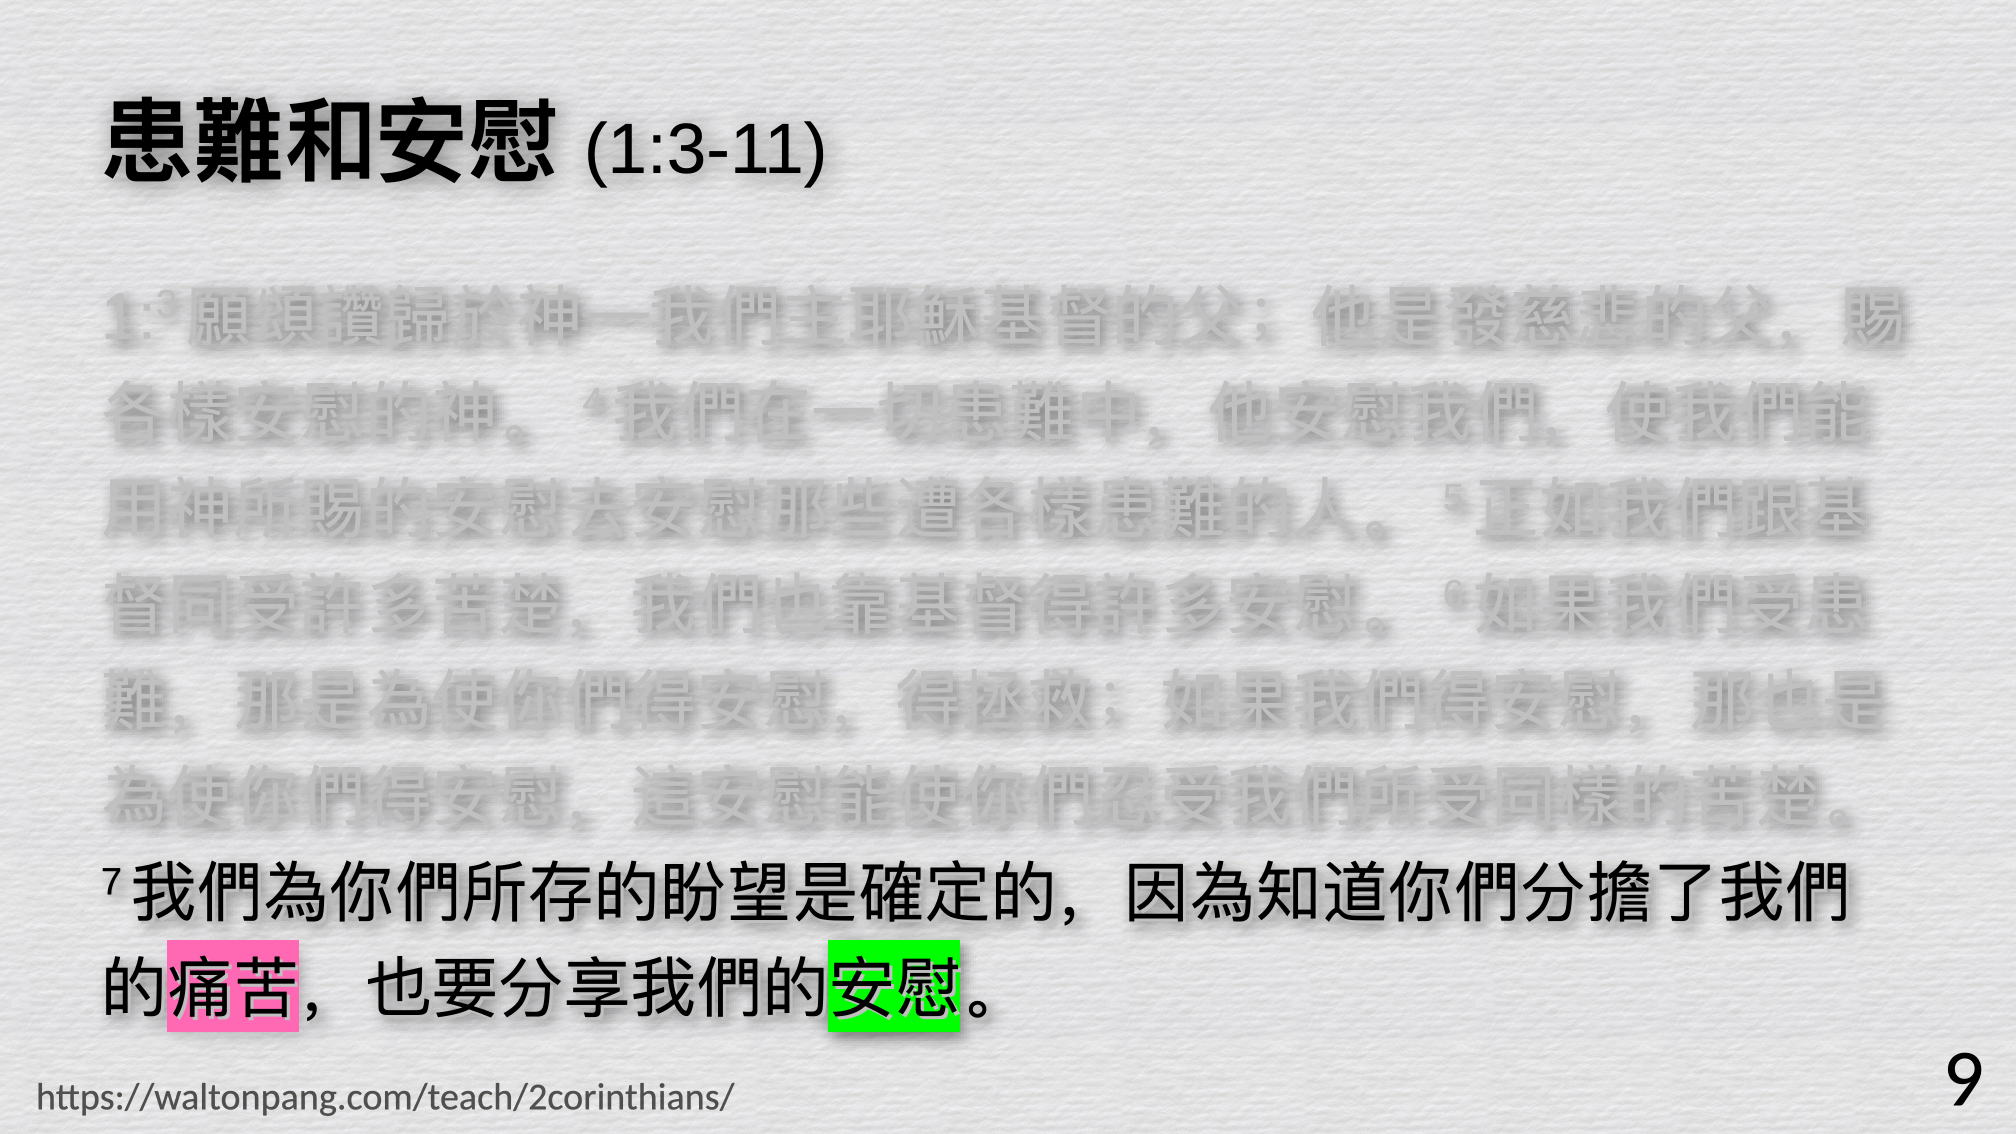 患難和安慰 (1:3-11)
1:3 願頌讚歸於神—我們主耶穌基督的父；他是發慈悲的父，賜
各樣安慰的神。 4 我們在一切患難中，他安慰我們，使我們能
用神所賜的安慰去安慰那些遭各樣患難的人。 5 正如我們跟基
督同受許多苦楚，我們也靠基督得許多安慰。 6 如果我們受患
難，那是為使你們得安慰，得拯救；如果我們得安慰，那也是
為使你們得安慰，這安慰能使你們忍受我們所受同樣的苦楚。
7 我們為你們所存的盼望是確定的，因為知道你們分擔了我們
的痛苦，也要分享我們的安慰。
https://waltonpang.com/teach/2corinthians/
9